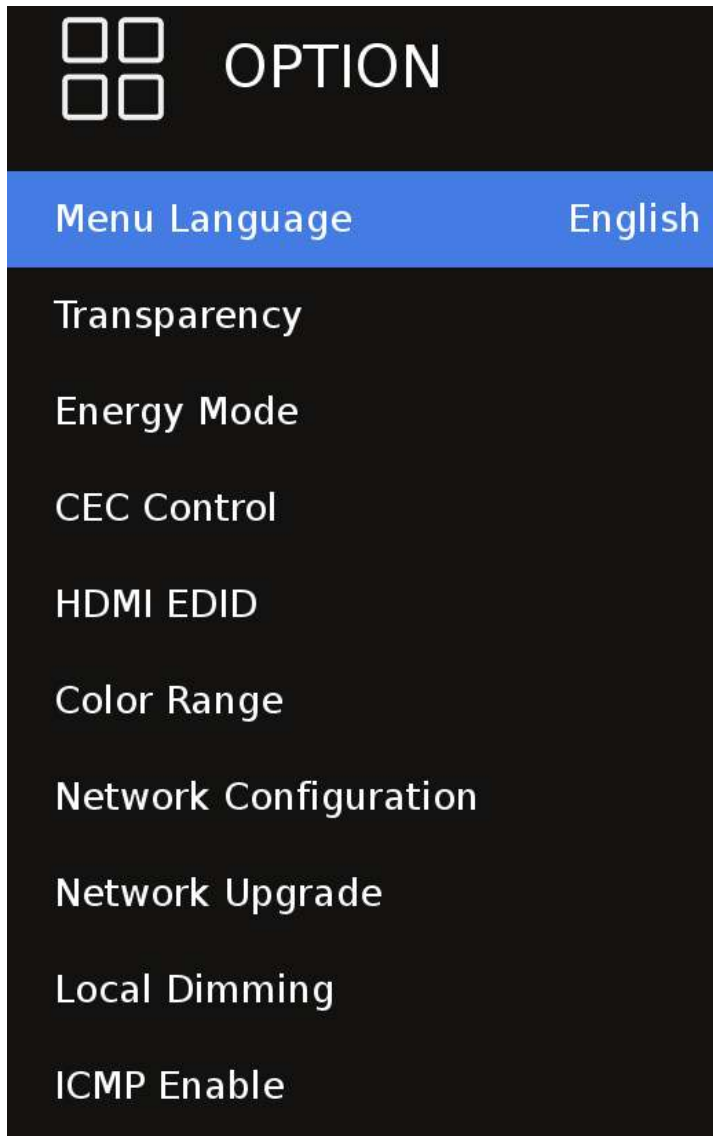 OPTION
Menu Language English
Transparency
Energy Mode
CEC Control
HDMI EDID
Color Range
Network Configuration
Network Upgrade
Local Dimming
ICMP Enable